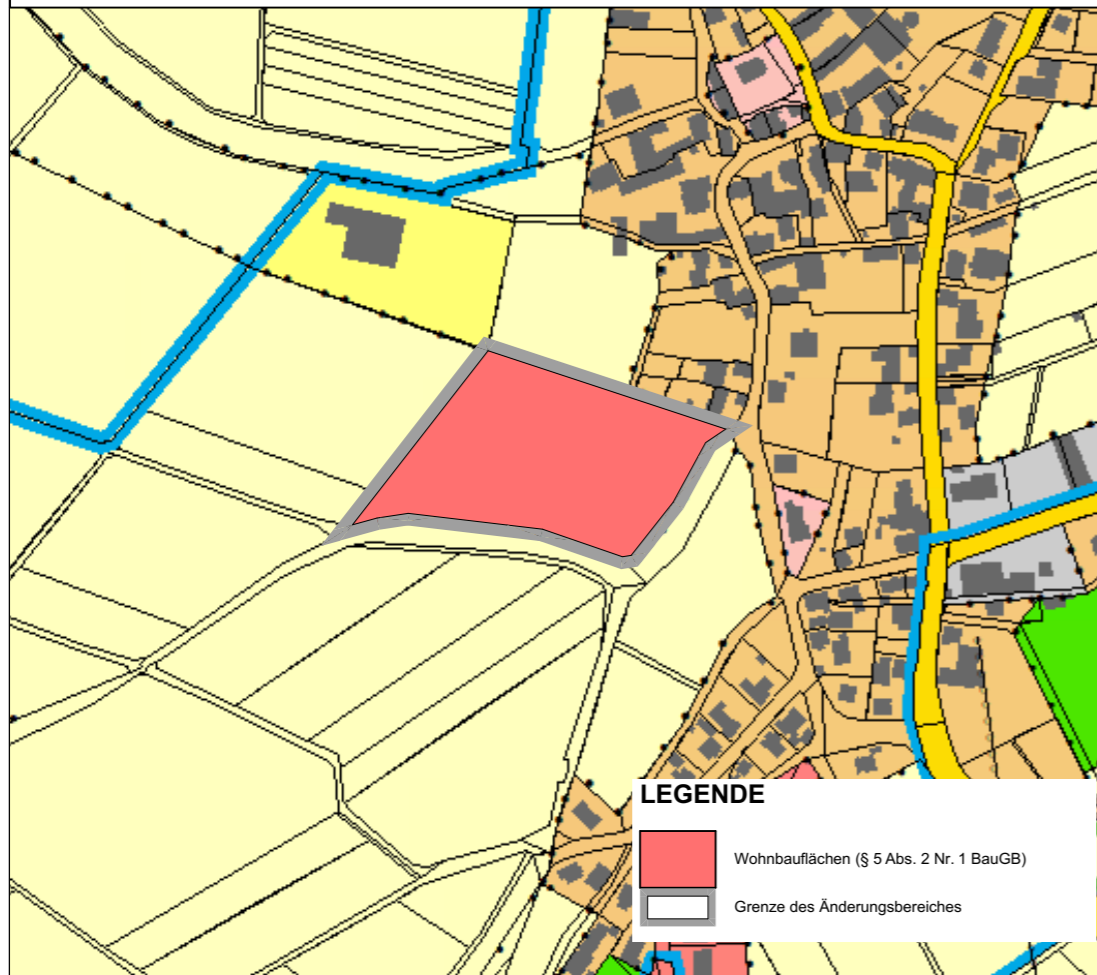 LEGENDE
Wohnbauflächen (§ 5 Abs. 2 Nr. 1 BauGB)
Grenze des Änderungsbereiches